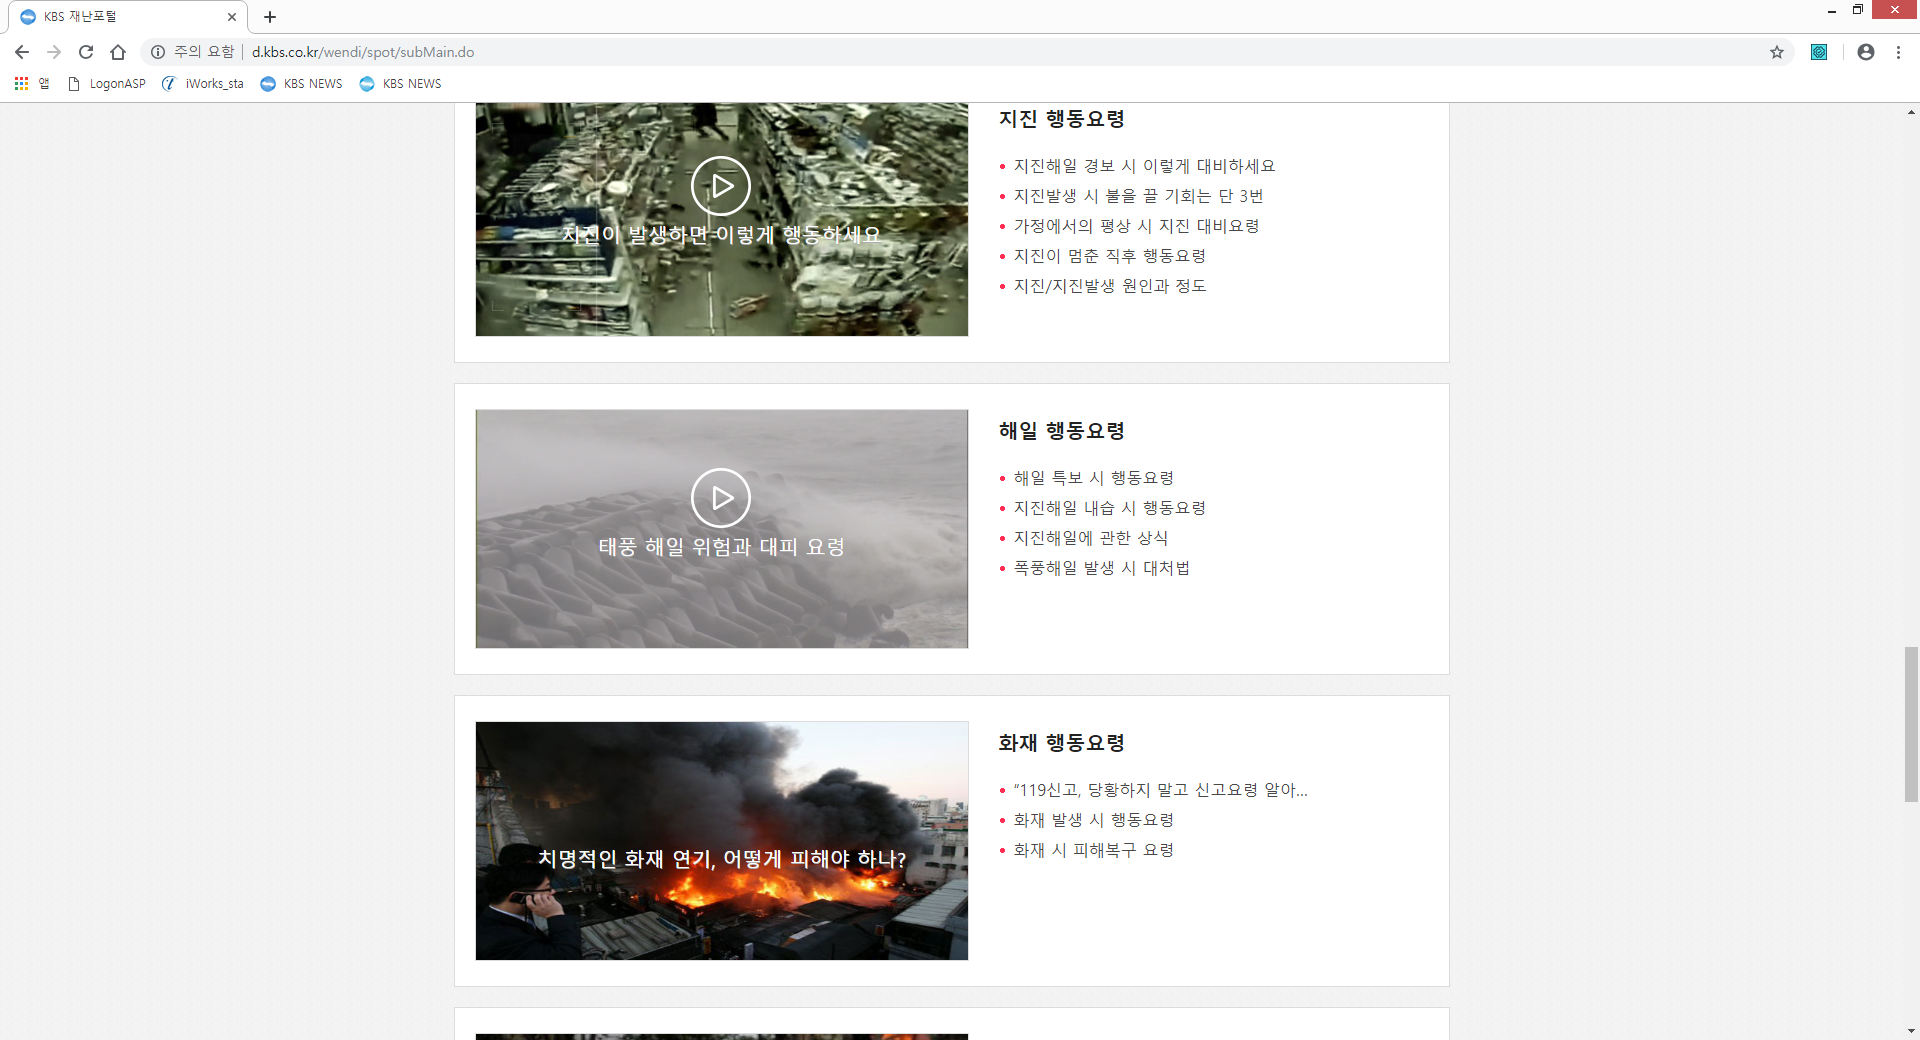 KBS 재난포털
주의 요함 d.kbs.co.kr/wendi/spot/subMain.do
앱 LogonASP iWorks_sta KBS NEWS KBS NEWS
지진이 발생하면 이렇게 행동하세요
지진 행동요령
지진해일 경보 시 이렇게 대비하세요
지진발생 시 불을 끌 기회는 단 3번
가정에서의 평상 시 지진 대비요령
지진이 멈춘 직후 행동요령
지진/지진발생 원인과 정도
태풍 해일 위험과 대피 요령
해일 행동요령
해일 특보 시 행동요령
지진해일 내습 시 행동요령
지진해일에 관한 상식
폭풍해일 발생 시 대처법
치명적인 화재 연기, 어떻게 피해야 하나?
화재 행동요령
“119신고, 당황하지 말고 신고요령 알아...
화재 발생 시 행동요령
화재 시 피해복구 요령